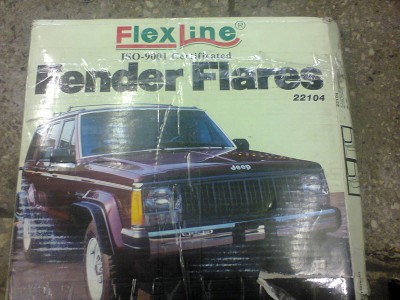 FlexLine®
ISO-9001 Certificated
Fender Flares
22104
Jeep